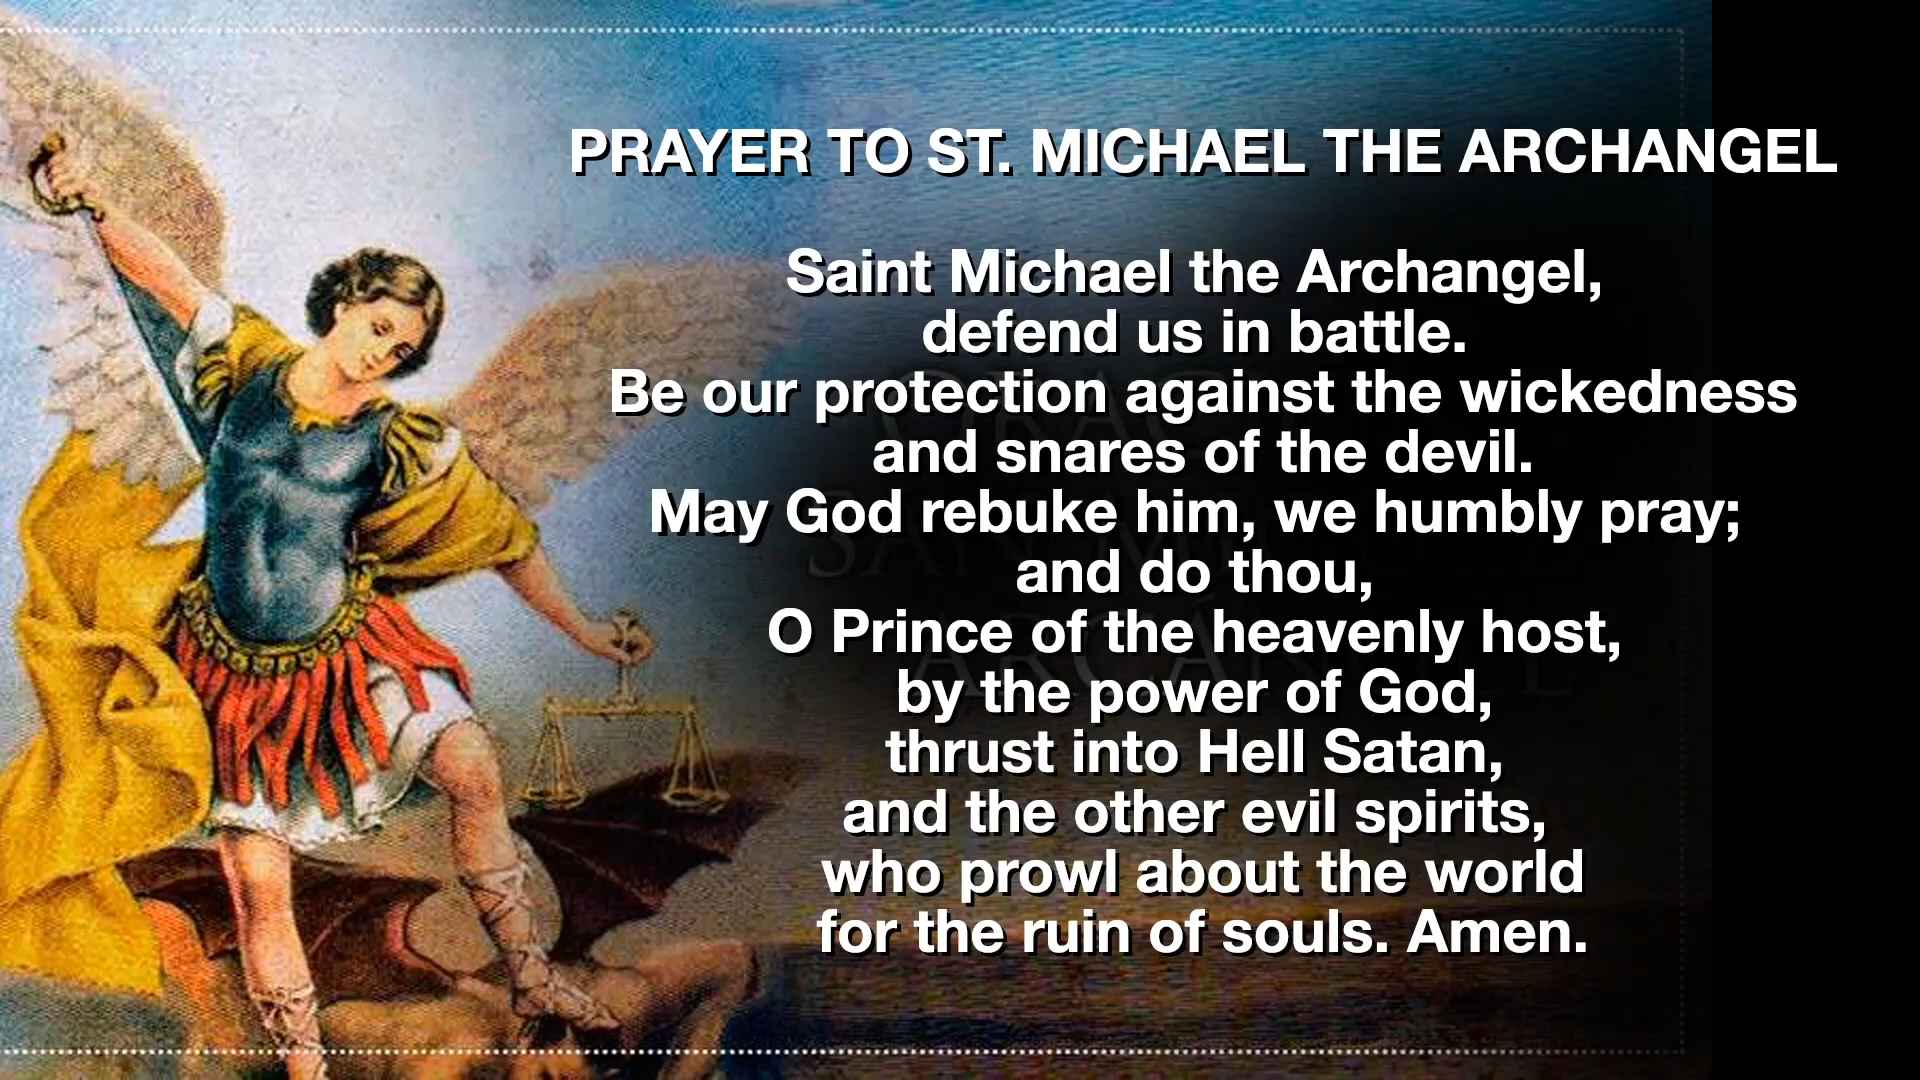 PRAYER TO ST. MICHAEL THE ARCHANGEL
Saint Michael the Archangel,
defend us in battle.
Be our protection against the wickedness
and snares of the devil.
May God rebuke him, we humbly pray;
and do thou,
O Prince of the heavenly host,
by the power of God,
thrust into Hell Satan,
and the other evil spirits,
who prowl about the world
for the ruin of souls. Amen.